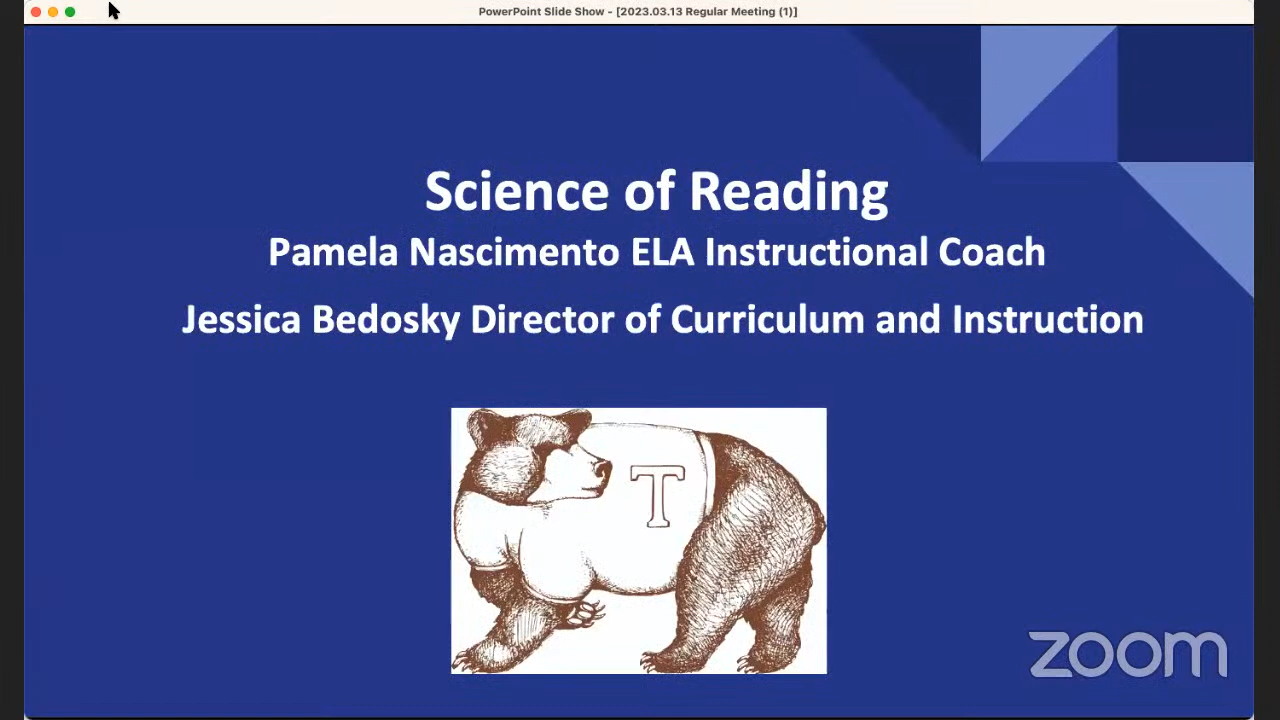 PowerPoint Slide Show - [2023.03.13 Regular Meeting (1)]
Science of Reading
Pamela Nascimento ELA Instructional Coach
Jessica Bedosky Director of Curriculum and Instruction
T
zoom